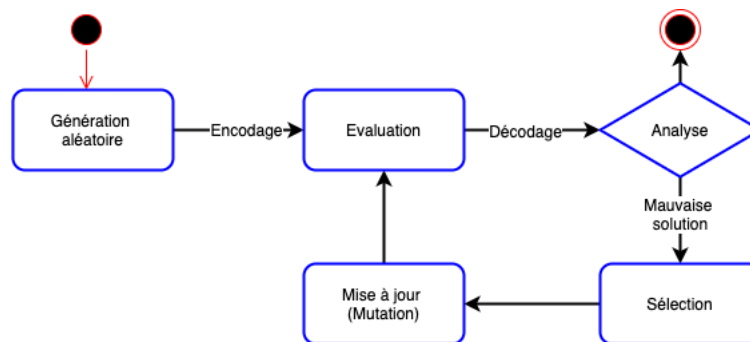 Génération
aléatoire
Encodage
Evaluation
Décodage
Analyse
Mauvaise
solution
Mise à jour
(Mutation)
Sélection